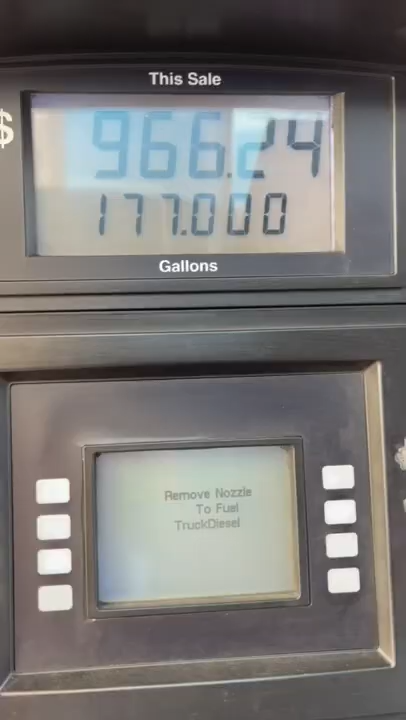 This Sale
$
966.24
177.000
Gallons
Remove Nozzle
To Fuel
TruckDiesel